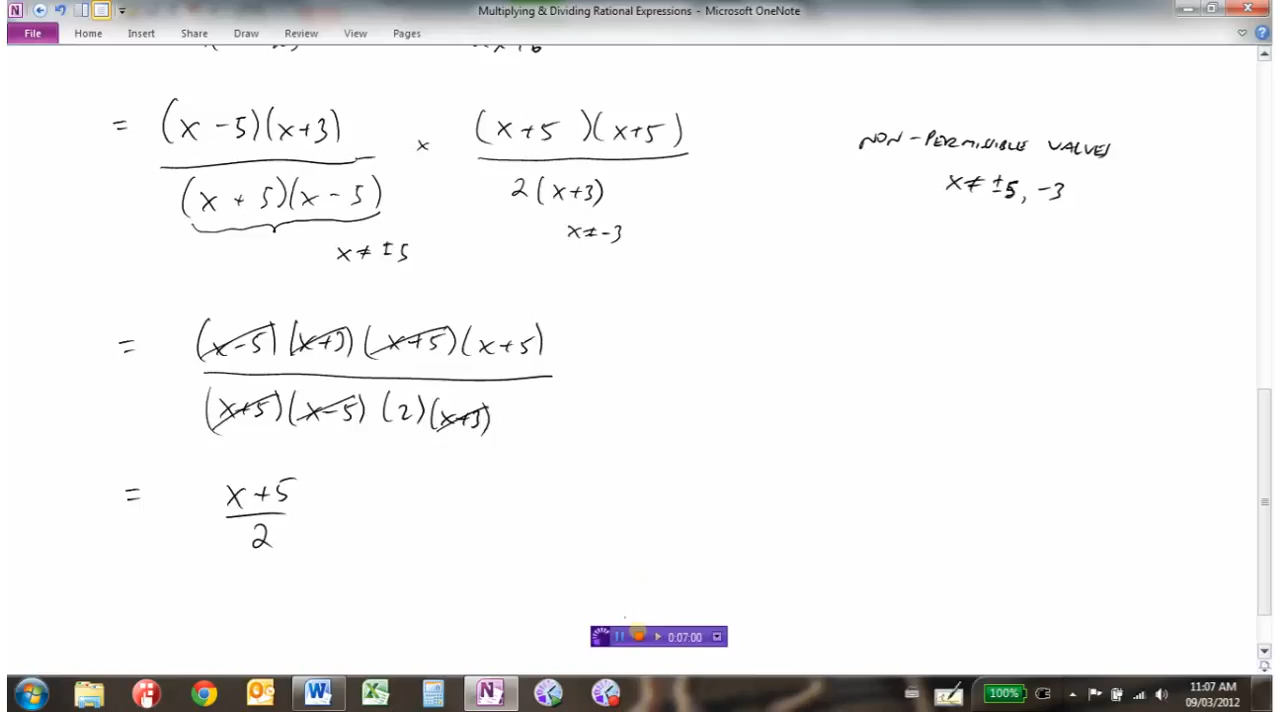 Multiplying & Dividing Rational Expressions - Microsoft OneNote
File Home Insert Share Draw Review View Pages
= (x - 5)(x+3) × (x+5 )(x+5)
(x + 5)(x - 5) 2(x+3)
x ≠ ±5 x ≠ -3
NON-PERMISSIBLE VALUES
x ≠ ±5, -3
= (x-5)(x+3)(x+5)(x+5)
(x+5)(x-5)(2)(x+3)
= x+5
2
0:07:00
100% 11:07 AM
09/03/2012